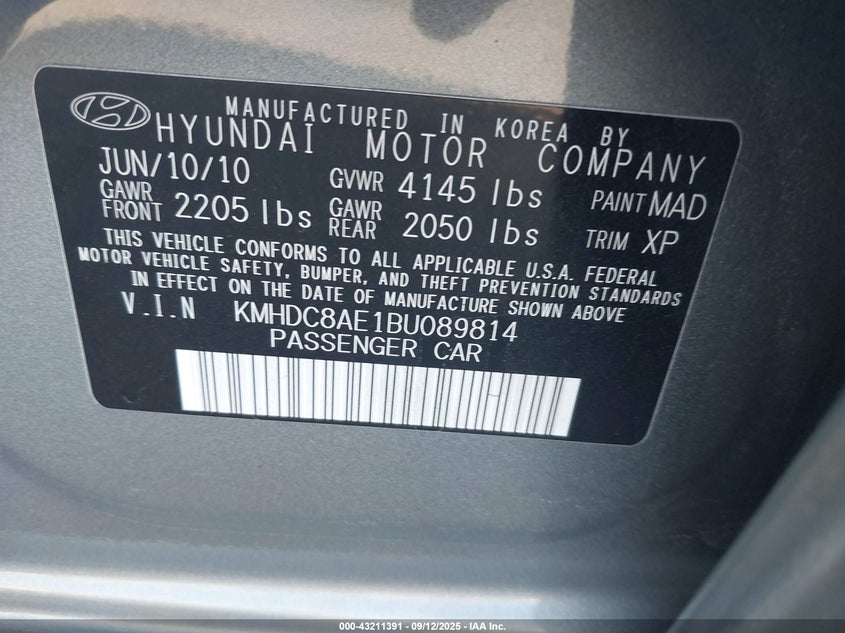 MANUFACTURED IN KOREA BY
HYUNDAI MOTOR COMPANY
JUN/10/10 GVWR 4145 lbs PAINT MAD
GAWR FRONT 2205 lbs GAWR REAR 2050 lbs TRIM XP
THIS VEHICLE CONFORMS TO ALL APPLICABLE U.S.A. FEDERAL
MOTOR VEHICLE SAFETY, BUMPER, AND THEFT PREVENTION STANDARDS
IN EFFECT ON THE DATE OF MANUFACTURE SHOWN ABOVE
V.I.N KMHDC8AE1BU089814
PASSENGER CAR
000-43211391 - 09/12/2025 - IAA Inc.